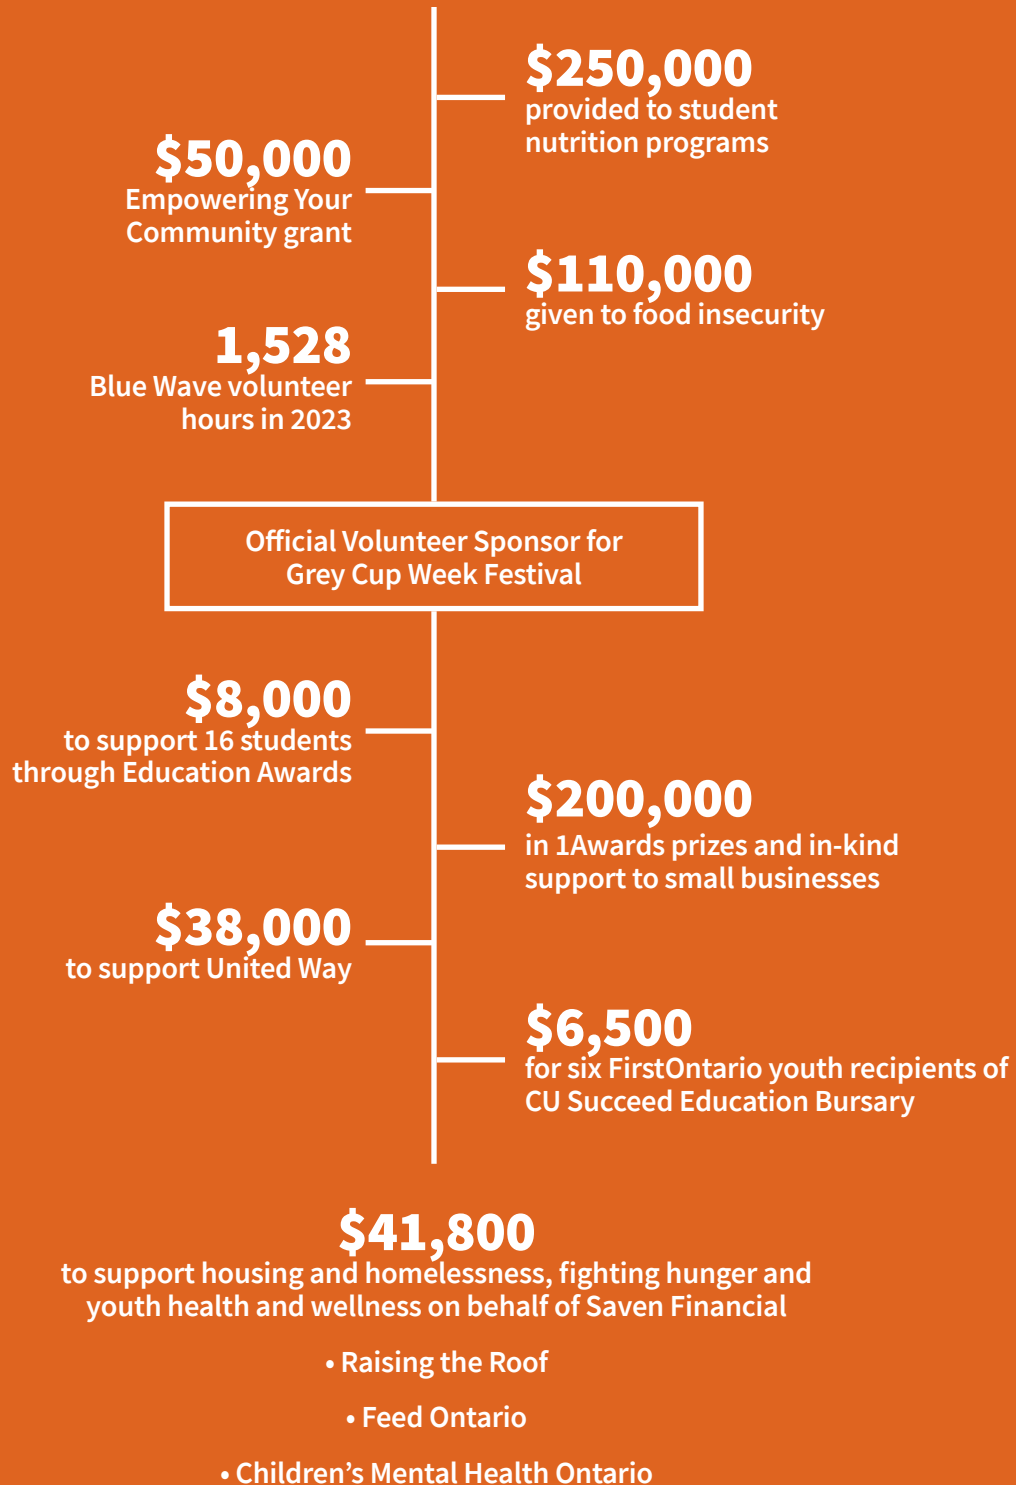 $250,000
provided to student
nutrition programs
$50,000
Empowering Your
Community grant
$110,000
given to food insecurity
1,528
Blue Wave volunteer
hours in 2023
Official Volunteer Sponsor for
Grey Cup Week Festival
$8,000
to support 16 students
through Education Awards
$200,000
in 1Awards prizes and in-kind
support to small businesses
$38,000
to support United Way
$6,500
for six FirstOntario youth recipients of
CU Succeed Education Bursary
$41,800
to support housing and homelessness, fighting hunger and
youth health and wellness on behalf of Saven Financial
• Raising the Roof
• Feed Ontario
• Children’s Mental Health Ontario